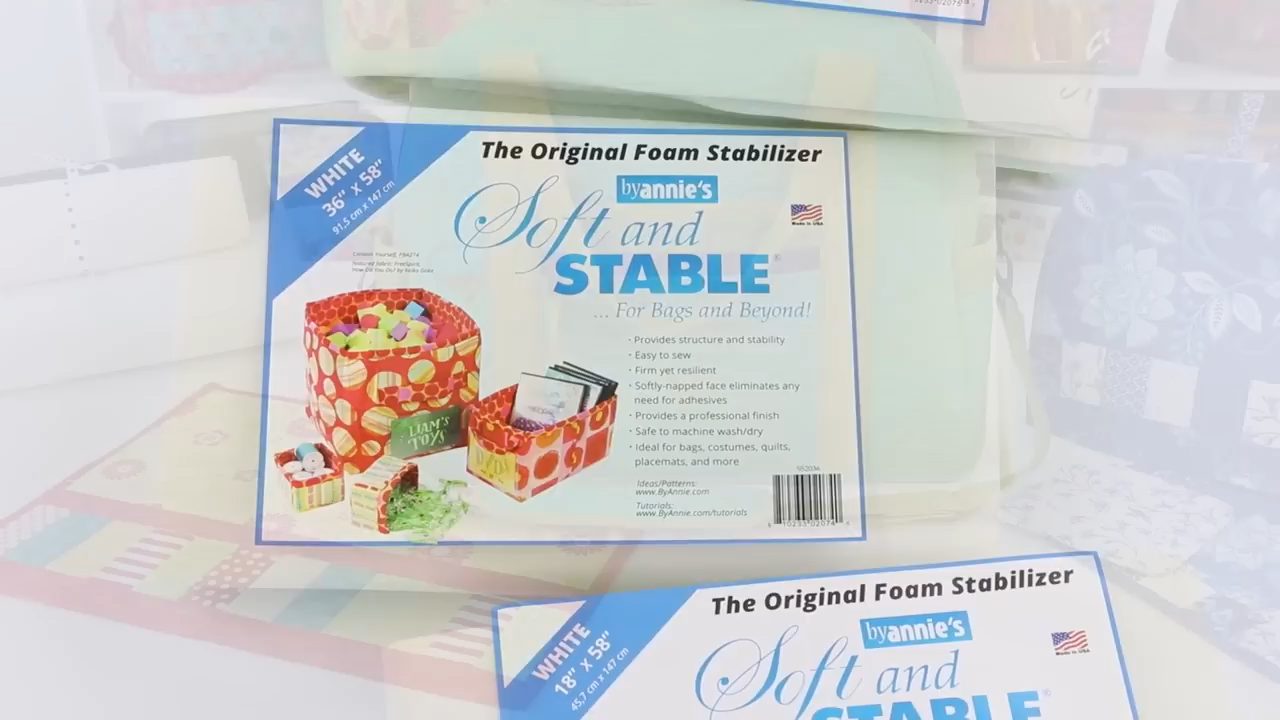 WHITE
36" X 58"
91,5 cm x 147 cm
The Original Foam Stabilizer
byannie's
Soft and
STABLE®
... For Bags and Beyond!
Made in USA
• Provides structure and stability
• Easy to sew
• Firm yet resilient
• Softly-napped face eliminates any
need for adhesives
• Provides a professional finish
• Safe to machine wash/dry
• Ideal for bags, costumes, quilts,
placemats, and more
Ideas/Patterns:
www.ByAnnie.com
Tutorials:
www.ByAnnie.com/tutorials
LIAM'S
TOYS
WHITE
18" X 58"
45,7 cm x 147 cm
The Original Foam Stabilizer
byannie's
Soft and
STABLE®
Made in USA